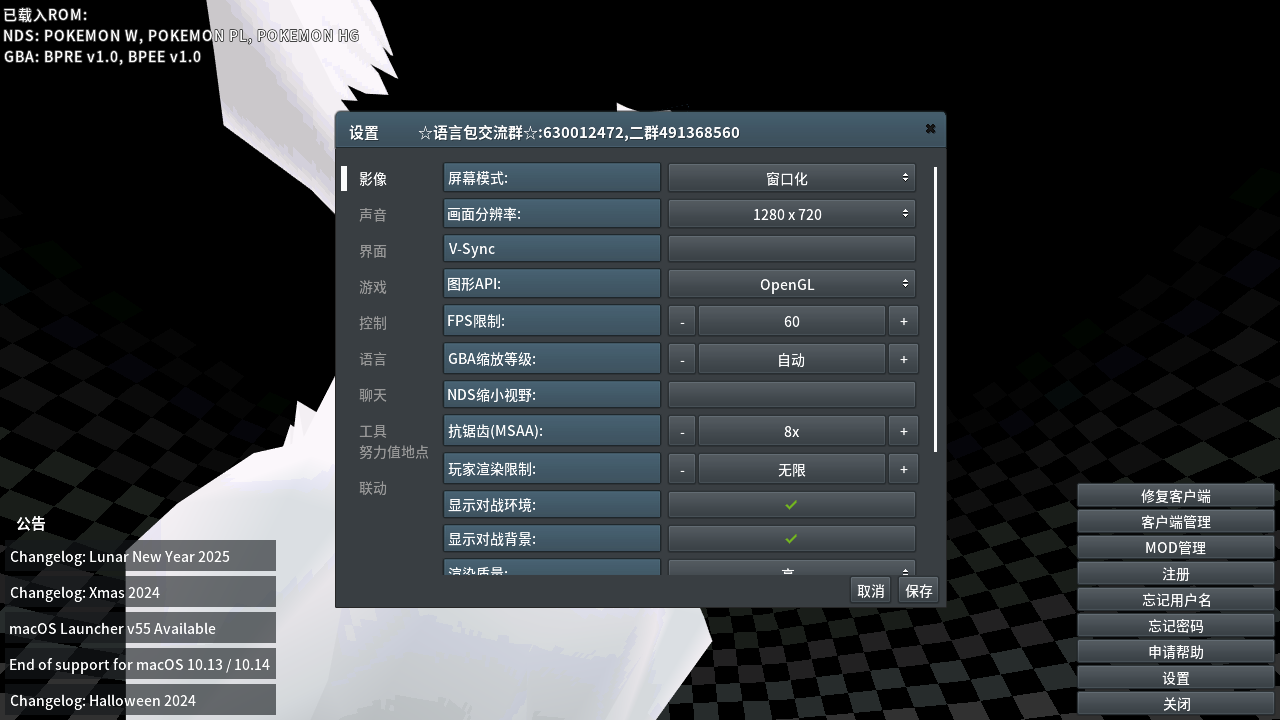 已载入ROM:
NDS: POKEMON W, POKEMON PL, POKEMON HG
GBA: BPRE v1.0, BPEE v1.0
设置 ☆语言包交流群☆:630012472,二群491368560
影像
声音
界面
游戏
控制
语言
聊天
工具
努力值地点
联动
屏幕模式: 窗口化
画面分辨率: 1280 x 720
V-Sync
图形API: OpenGL
FPS限制: - 60 +
GBA缩放等级: - 自动 +
NDS缩小视野:
抗锯齿(MSAA): - 8x +
玩家渲染限制: - 无限 +
显示对战环境:
显示对战背景:
渲染质量: 高
取消 保存
公告
Changelog: Lunar New Year 2025
Changelog: Xmas 2024
macOS Launcher v55 Available
End of support for macOS 10.13 / 10.14
Changelog: Halloween 2024
修复客户端
客户端管理
MOD管理
注册
忘记用户名
忘记密码
申请帮助
设置
关闭